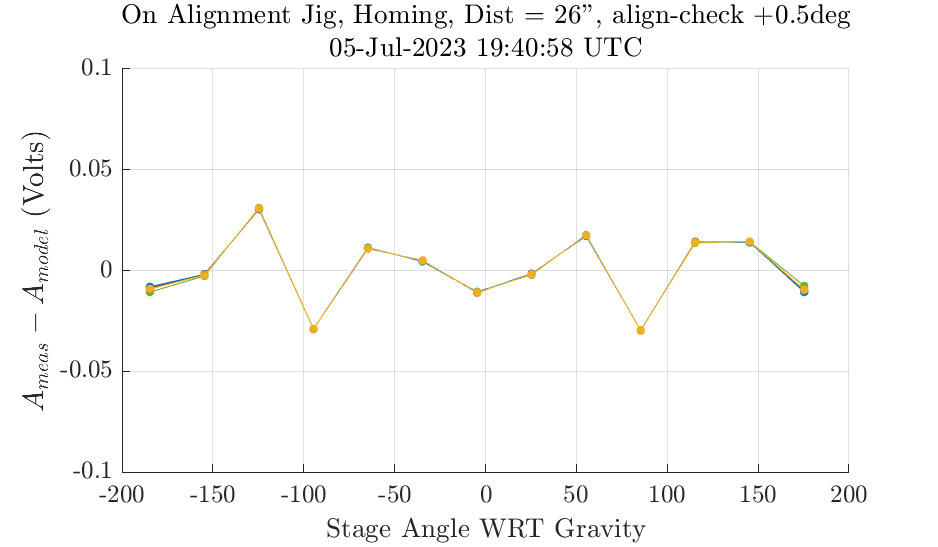 On Alignment Jig, Homing, Dist = 26”, align-check +0.5deg
05-Jul-2023 19:40:58 UTC
0.1
0.05
0
-0.05
-0.1
A_meas − A_model (Volts)
-200 -150 -100 -50 0 50 100 150 200
Stage Angle WRT Gravity